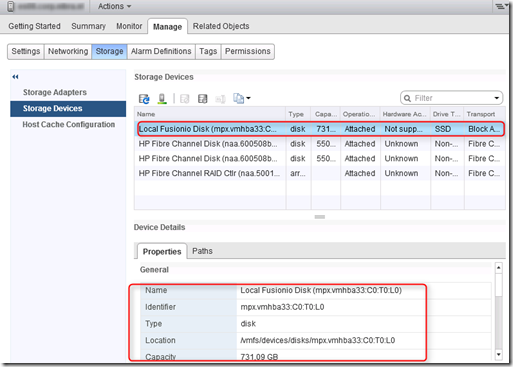 Actions
Getting Started Summary Monitor Manage Related Objects
Settings Networking Storage Alarm Definitions Tags Permissions
Storage Adapters
Storage Devices
Host Cache Configuration
Storage Devices
Filter
Name Type Capa... Operatio... Hardware Ac... Drive T... Transport
Local Fusionio Disk (mpx.vmhba33:C... disk 731... Attached Not supp... SSD Block A...
HP Fibre Channel Disk (naa.600508b... disk 550... Attached Unknown Non-... Fibre C...
HP Fibre Channel Disk (naa.600508b... disk 550... Attached Unknown Non-... Fibre C...
HP Fibre Channel RAID Ctlr (naa.5001... arr... Attached Unknown Non-... Fibre C...
Device Details
Properties Paths
General
Name Local Fusionio Disk (mpx.vmhba33:C0:T0:L0)
Identifier mpx.vmhba33:C0:T0:L0
Type disk
Location /vmfs/devices/disks/mpx.vmhba33:C0:T0:L0
Capacity 731.09 GB